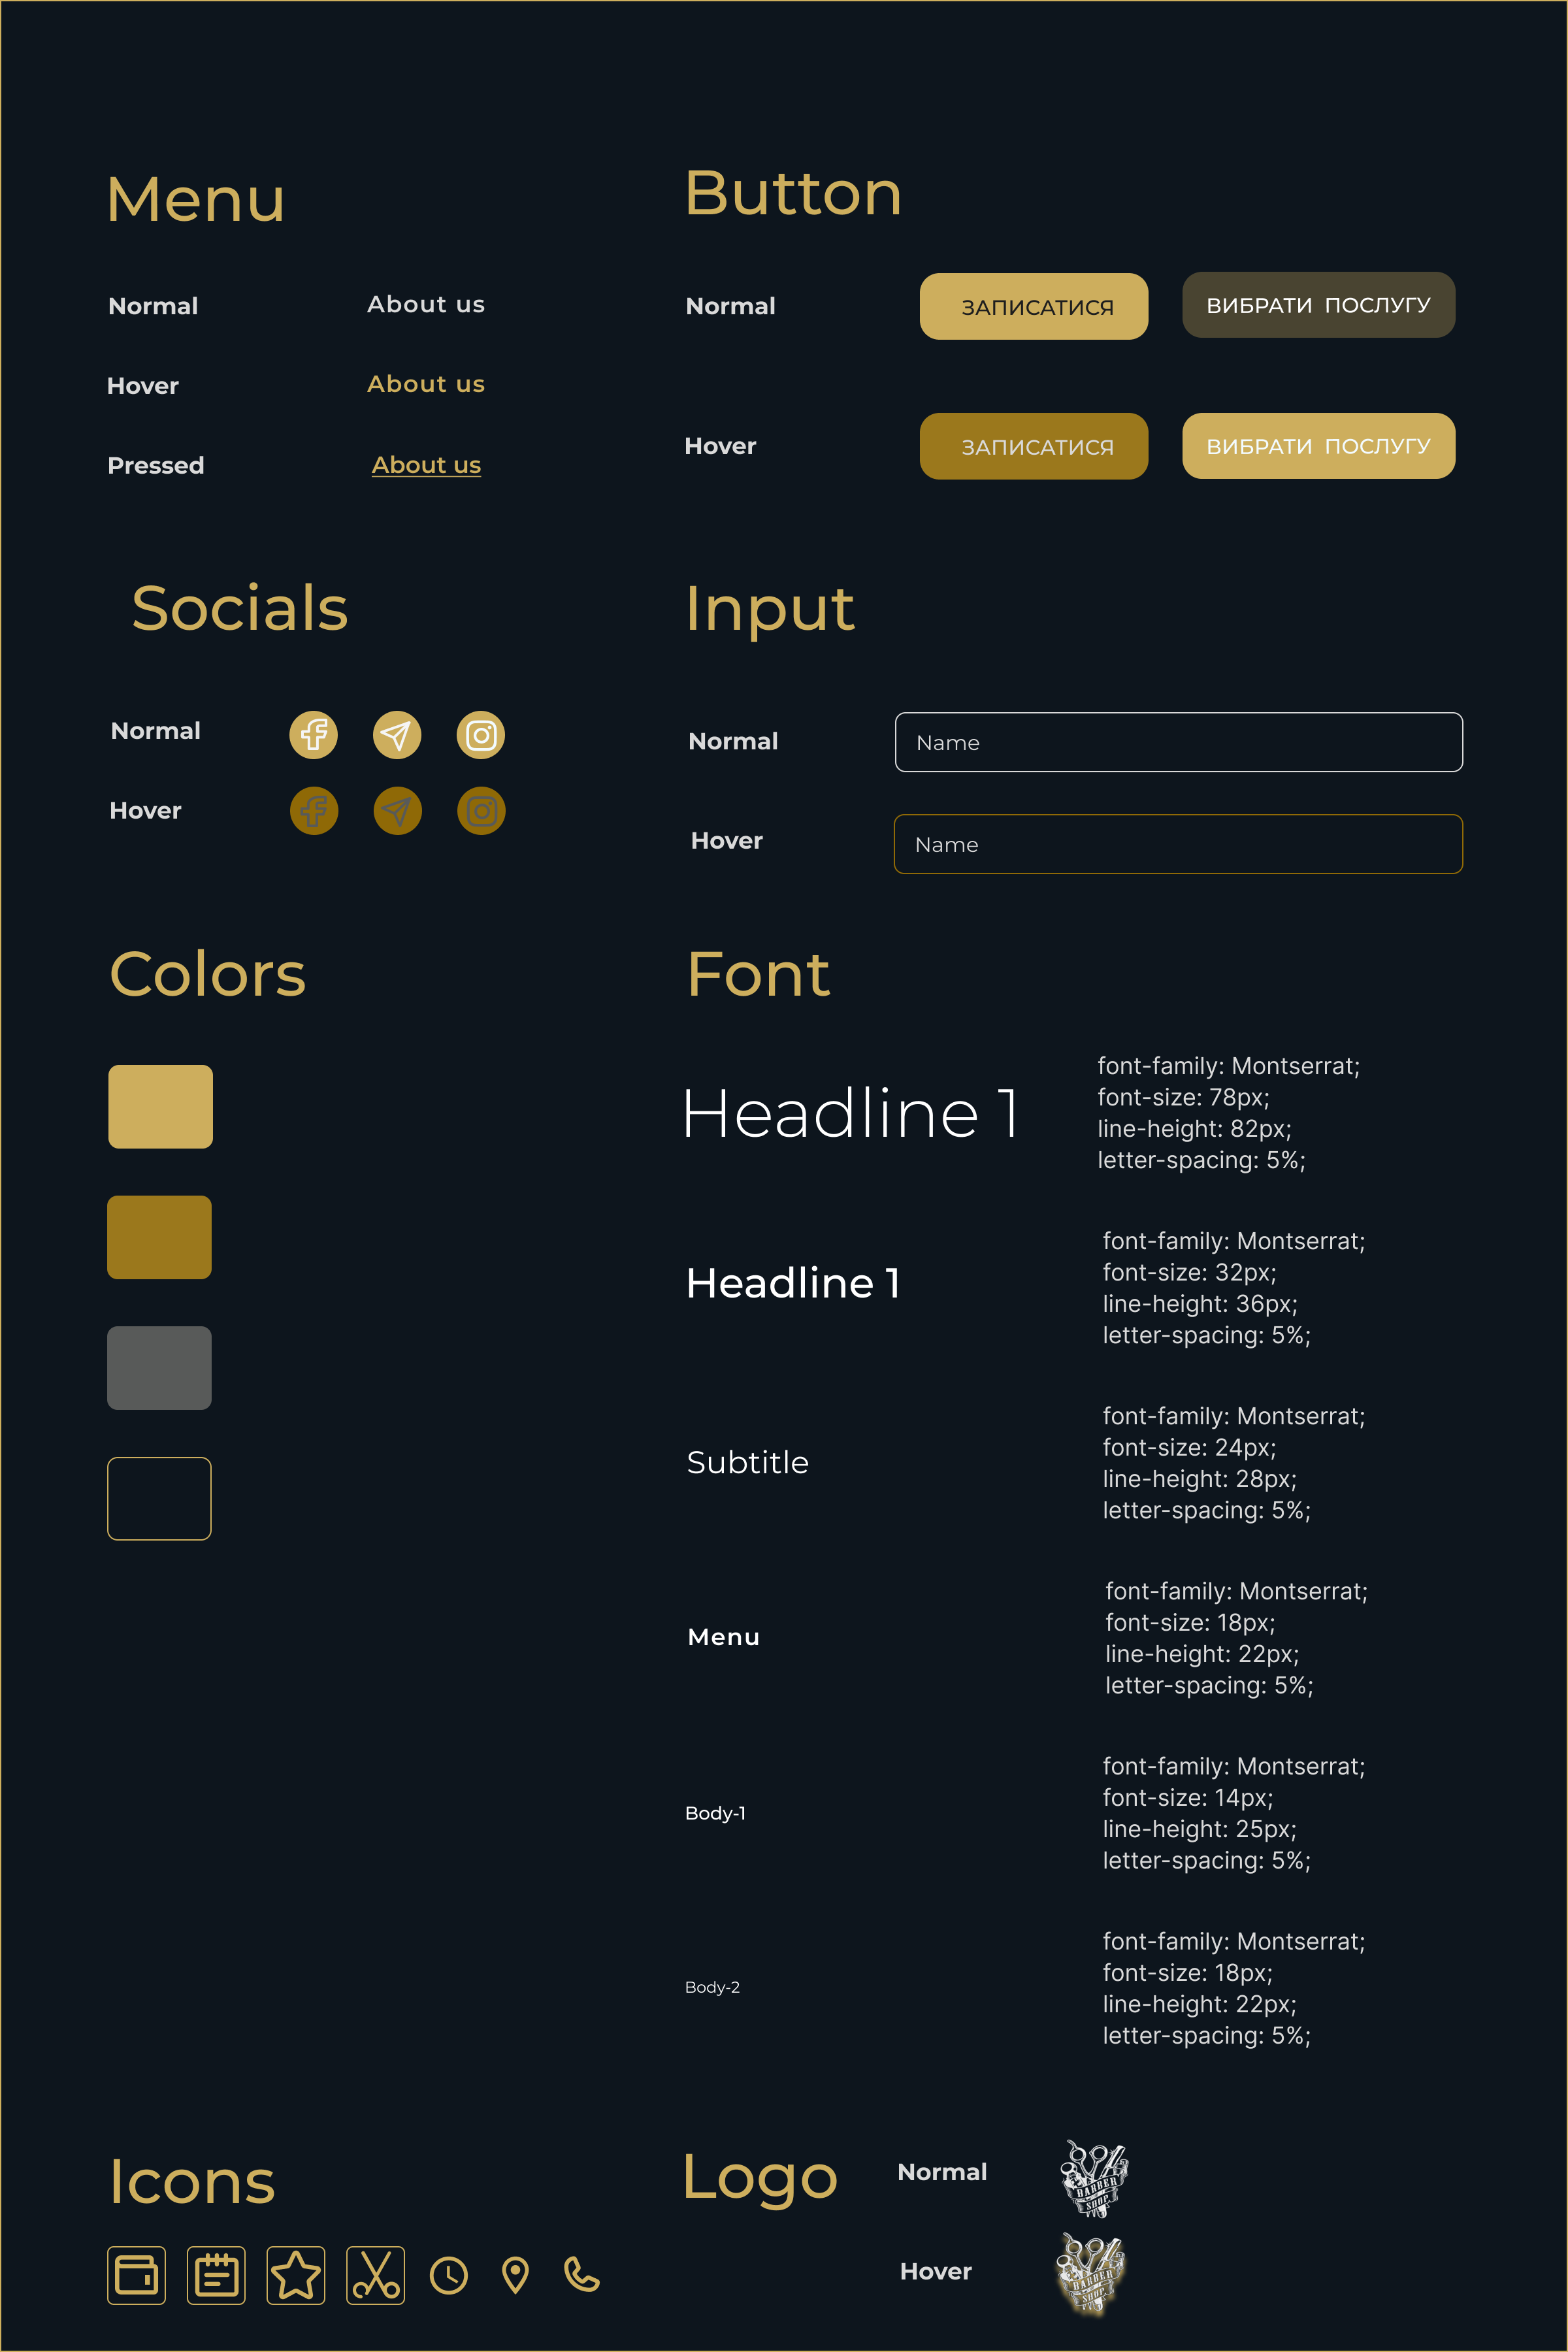 Menu
Normal
About us
Hover
About us
Pressed
About us
Button
Normal
ЗАПИСАТИСЯ
ВИБРАТИ ПОСЛУГУ
Hover
ЗАПИСАТИСЯ
ВИБРАТИ ПОСЛУГУ
Socials
Normal
Hover
Input
Normal
Name
Hover
Name
Colors
Font
Headline 1
font-family: Montserrat;
font-size: 78px;
line-height: 82px;
letter-spacing: 5%;
Headline 1
font-family: Montserrat;
font-size: 32px;
line-height: 36px;
letter-spacing: 5%;
Subtitle
font-family: Montserrat;
font-size: 24px;
line-height: 28px;
letter-spacing: 5%;
Menu
font-family: Montserrat;
font-size: 18px;
line-height: 22px;
letter-spacing: 5%;
Body-1
font-family: Montserrat;
font-size: 14px;
line-height: 25px;
letter-spacing: 5%;
Body-2
font-family: Montserrat;
font-size: 18px;
line-height: 22px;
letter-spacing: 5%;
Icons
Logo
Normal
BARBER
SHOP
Hover
BARBER
SHOP